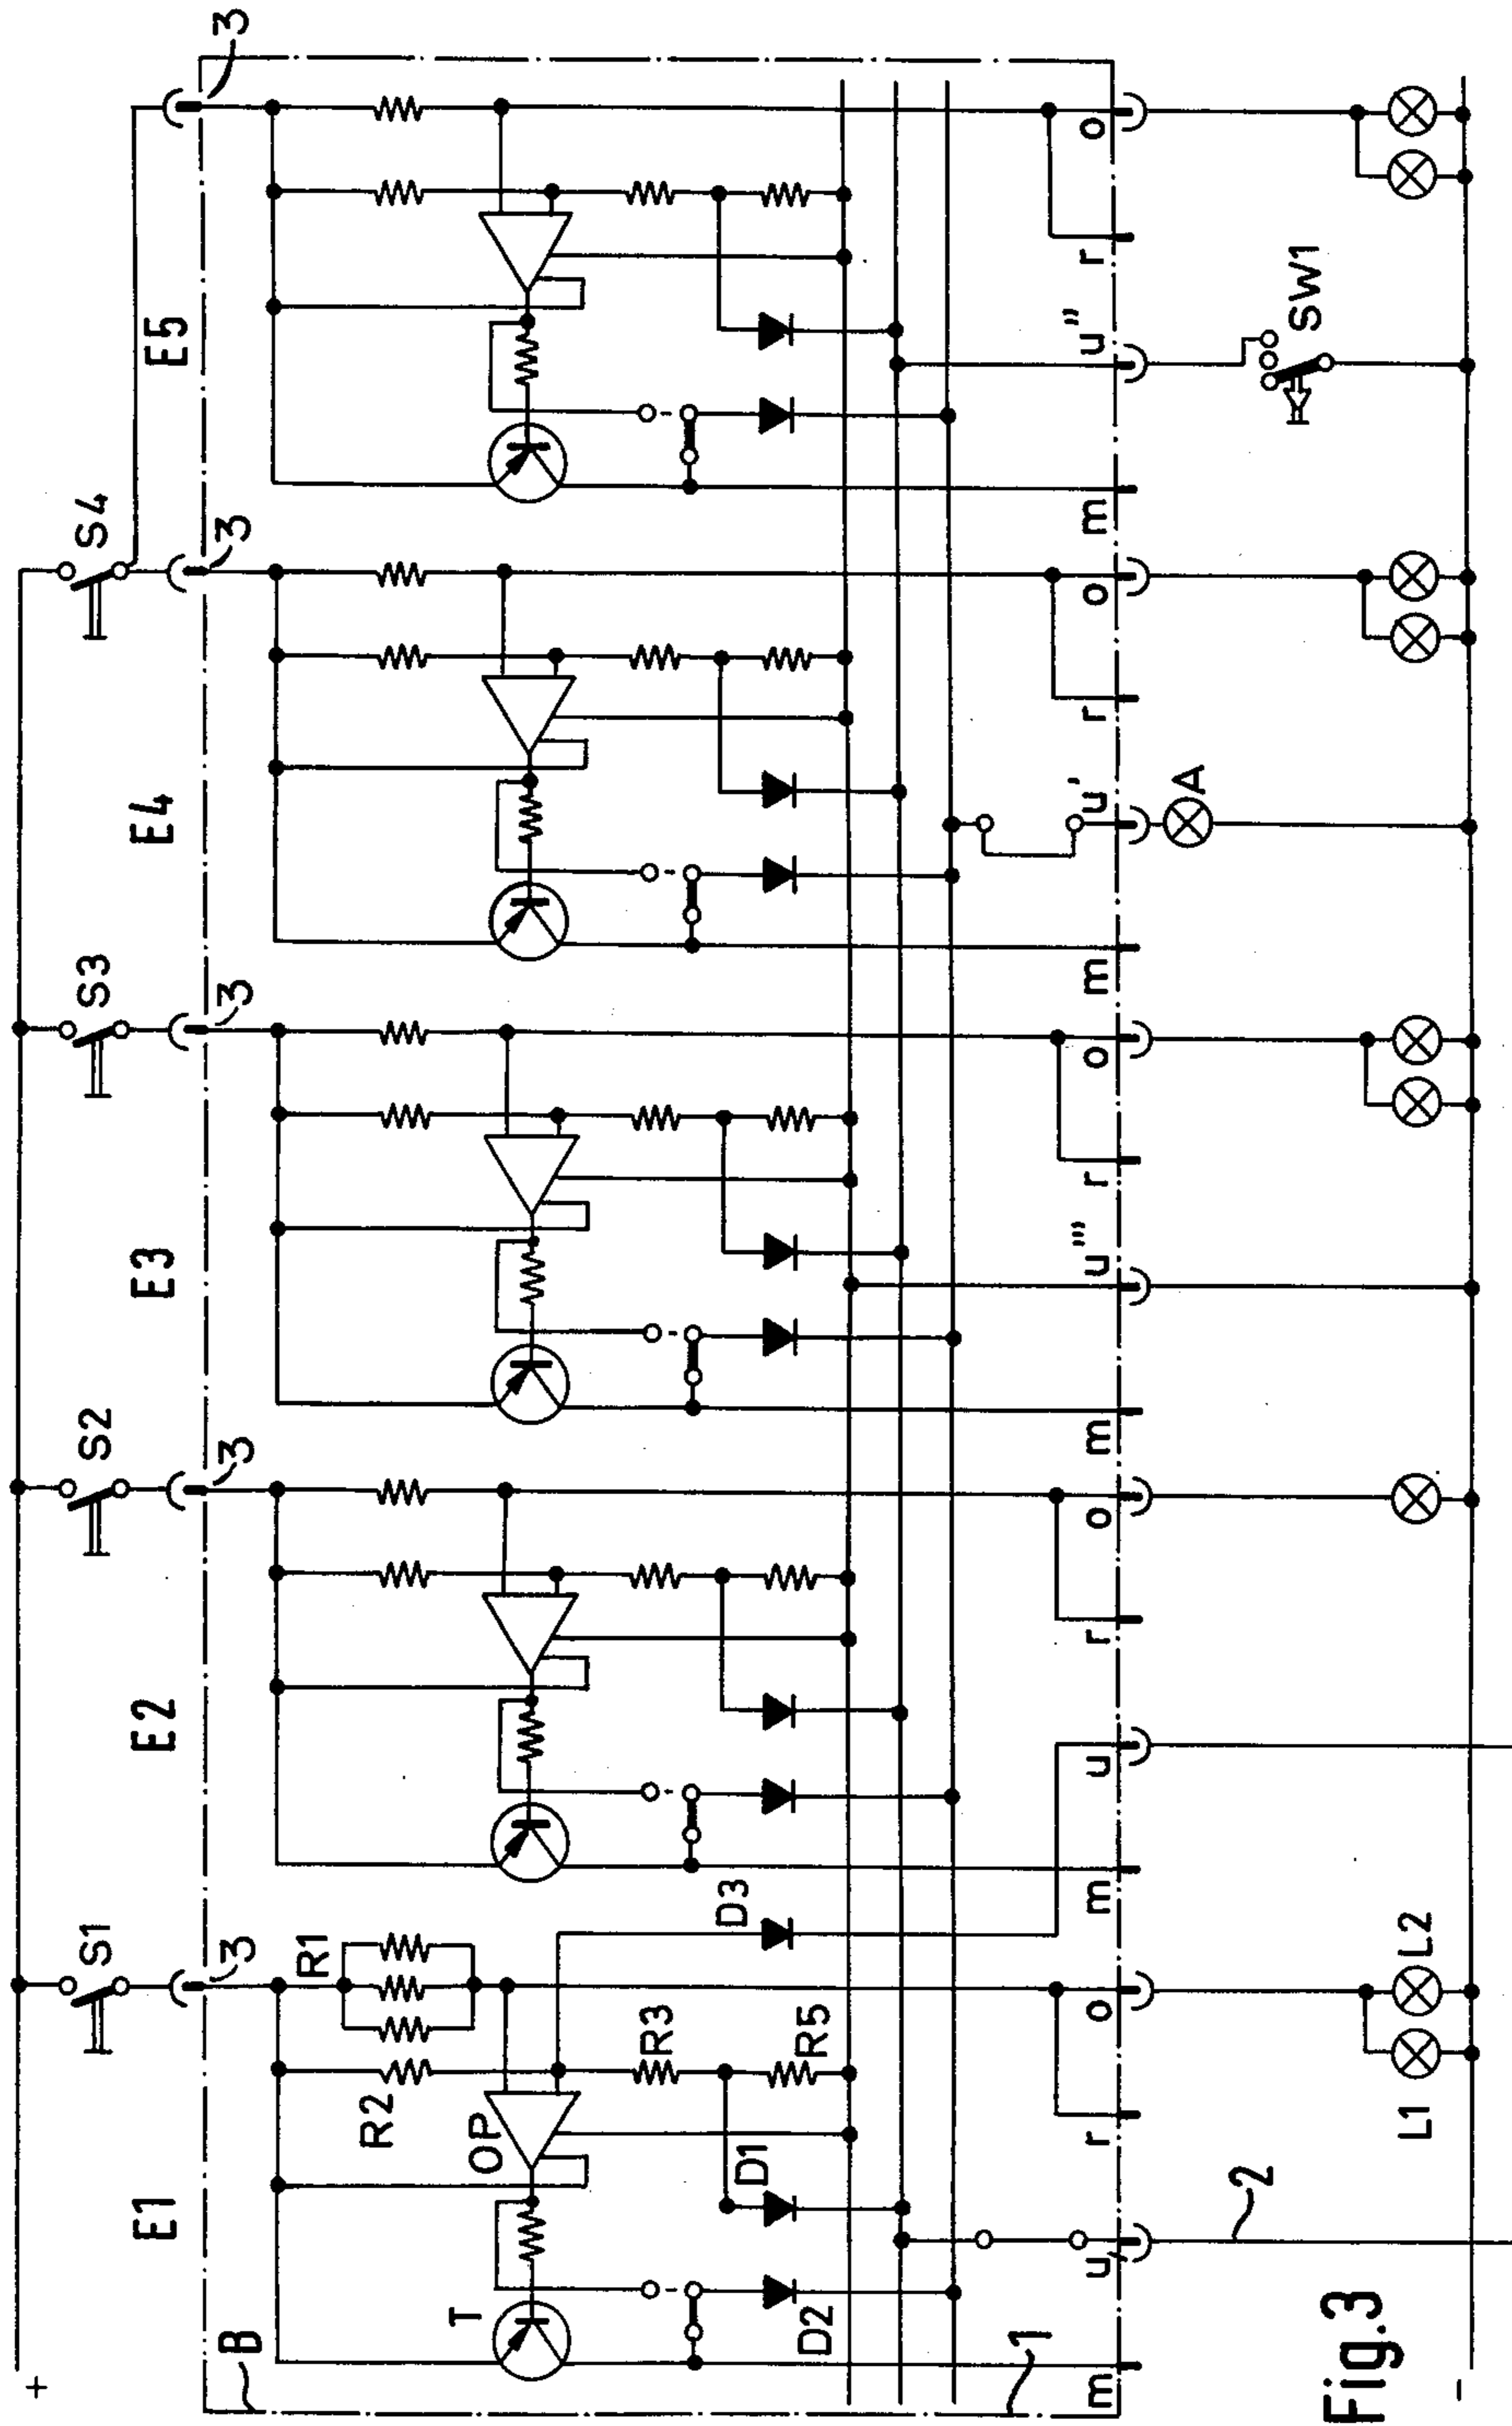 +
S1 S2 S3 S4
E1 E2 E3 E4 E5
B 3 3 3 3 3
R1
R2
T OP
R3
D1 D3
D2 R5
1
m u, r o m u r o m u''' r o m u' r o m u'' r o
A
2 SW1
L1 L2
Fig.3
-